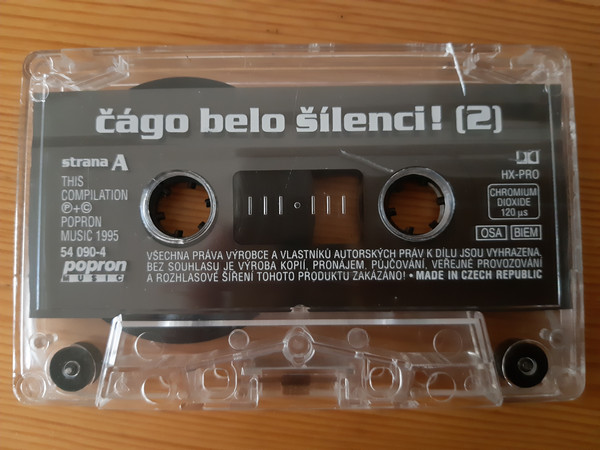 čágo belo šílenci! (2)
strana A
THIS
COMPILATION
℗+©
POPRON
MUSIC 1995
54 090-4
popron
MUSIC
HX-PRO
CHROMIUM
DIOXIDE
120 µs
OSA BIEM
VŠECHNA PRÁVA VÝROBCE A VLASTNÍKŮ AUTORSKÝCH PRÁV K DÍLU JSOU VYHRAZENA.
BEZ SOUHLASU JE VÝROBA KOPIÍ, PRONÁJEM, PŮJČOVÁNÍ, VEŘEJNÉ PROVOZOVÁNÍ
A ROZHLASOVÉ ŠÍŘENÍ TOHOTO PRODUKTU ZAKÁZÁNO! • MADE IN CZECH REPUBLIC